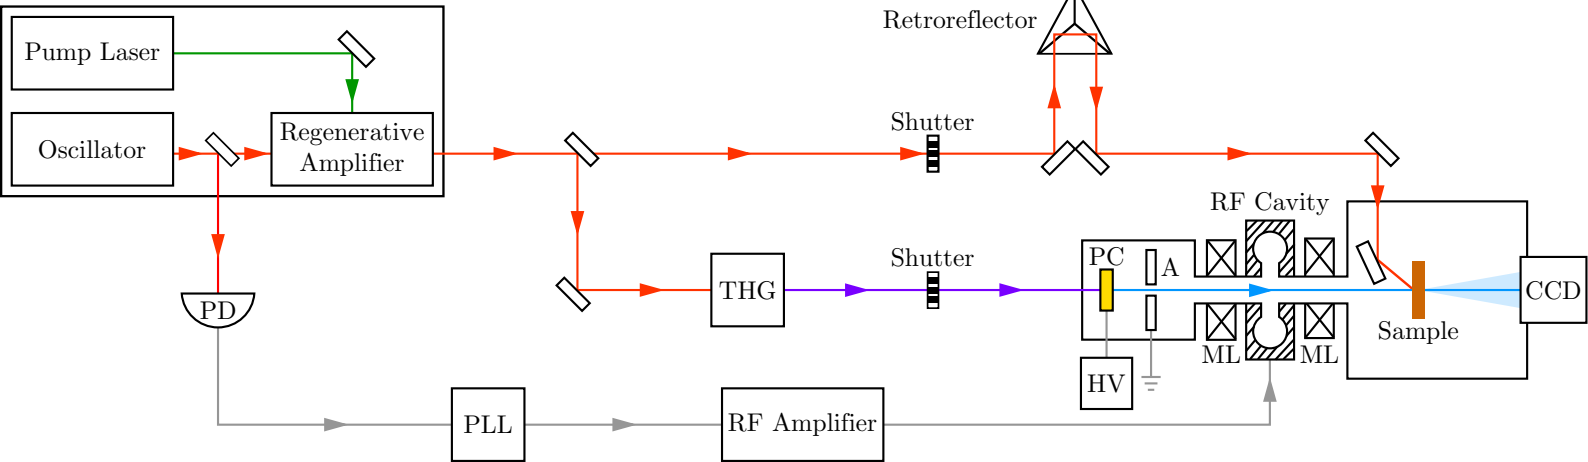 Retroreflector
Pump Laser
Oscillator
Regenerative
Amplifier
Shutter
RF Cavity
PD
THG
Shutter
PC
A
CCD
Sample
ML
ML
HV
PLL
RF Amplifier